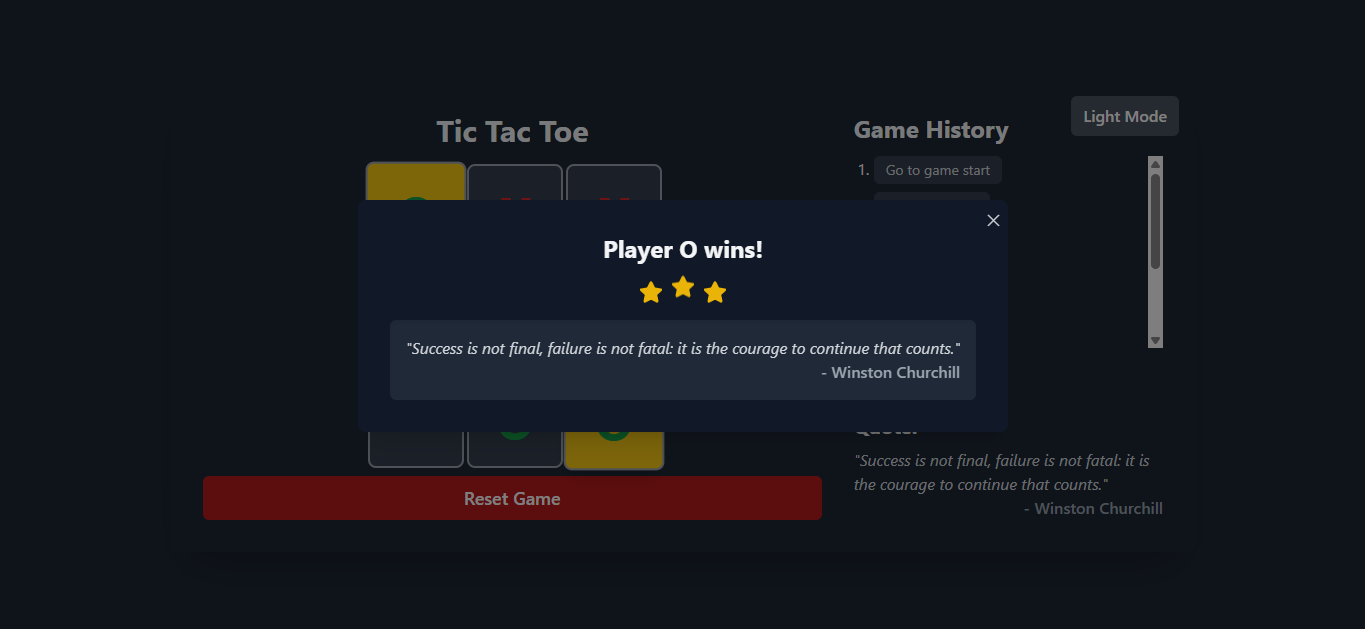 Tic Tac Toe
Game History
Light Mode
1. Go to game start
Player O wins!
"Success is not final, failure is not fatal: it is the courage to continue that counts."
- Winston Churchill
"Success is not final, failure is not fatal: it is
the courage to continue that counts."
- Winston Churchill
Reset Game